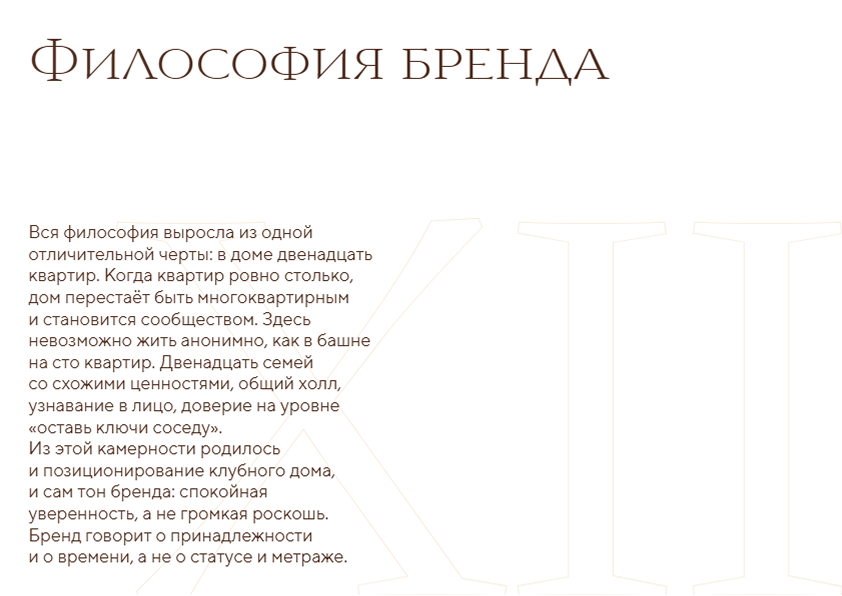 Философия бренда
Вся философия выросла из одной
отличительной черты: в доме двенадцать
квартир. Когда квартир ровно столько,
дом перестаёт быть многоквартирным
и становится сообществом. Здесь
невозможно жить анонимно, как в башне
на сто квартир. Двенадцать семей
со схожими ценностями, общий холл,
узнавание в лицо, доверие на уровне
«оставь ключи соседу».
Из этой камерности родилось
и позиционирование клубного дома,
и сам тон бренда: спокойная
уверенность, а не громкая роскошь.
Бренд говорит о принадлежности
и о времени, а не о статусе и метраже.
XII